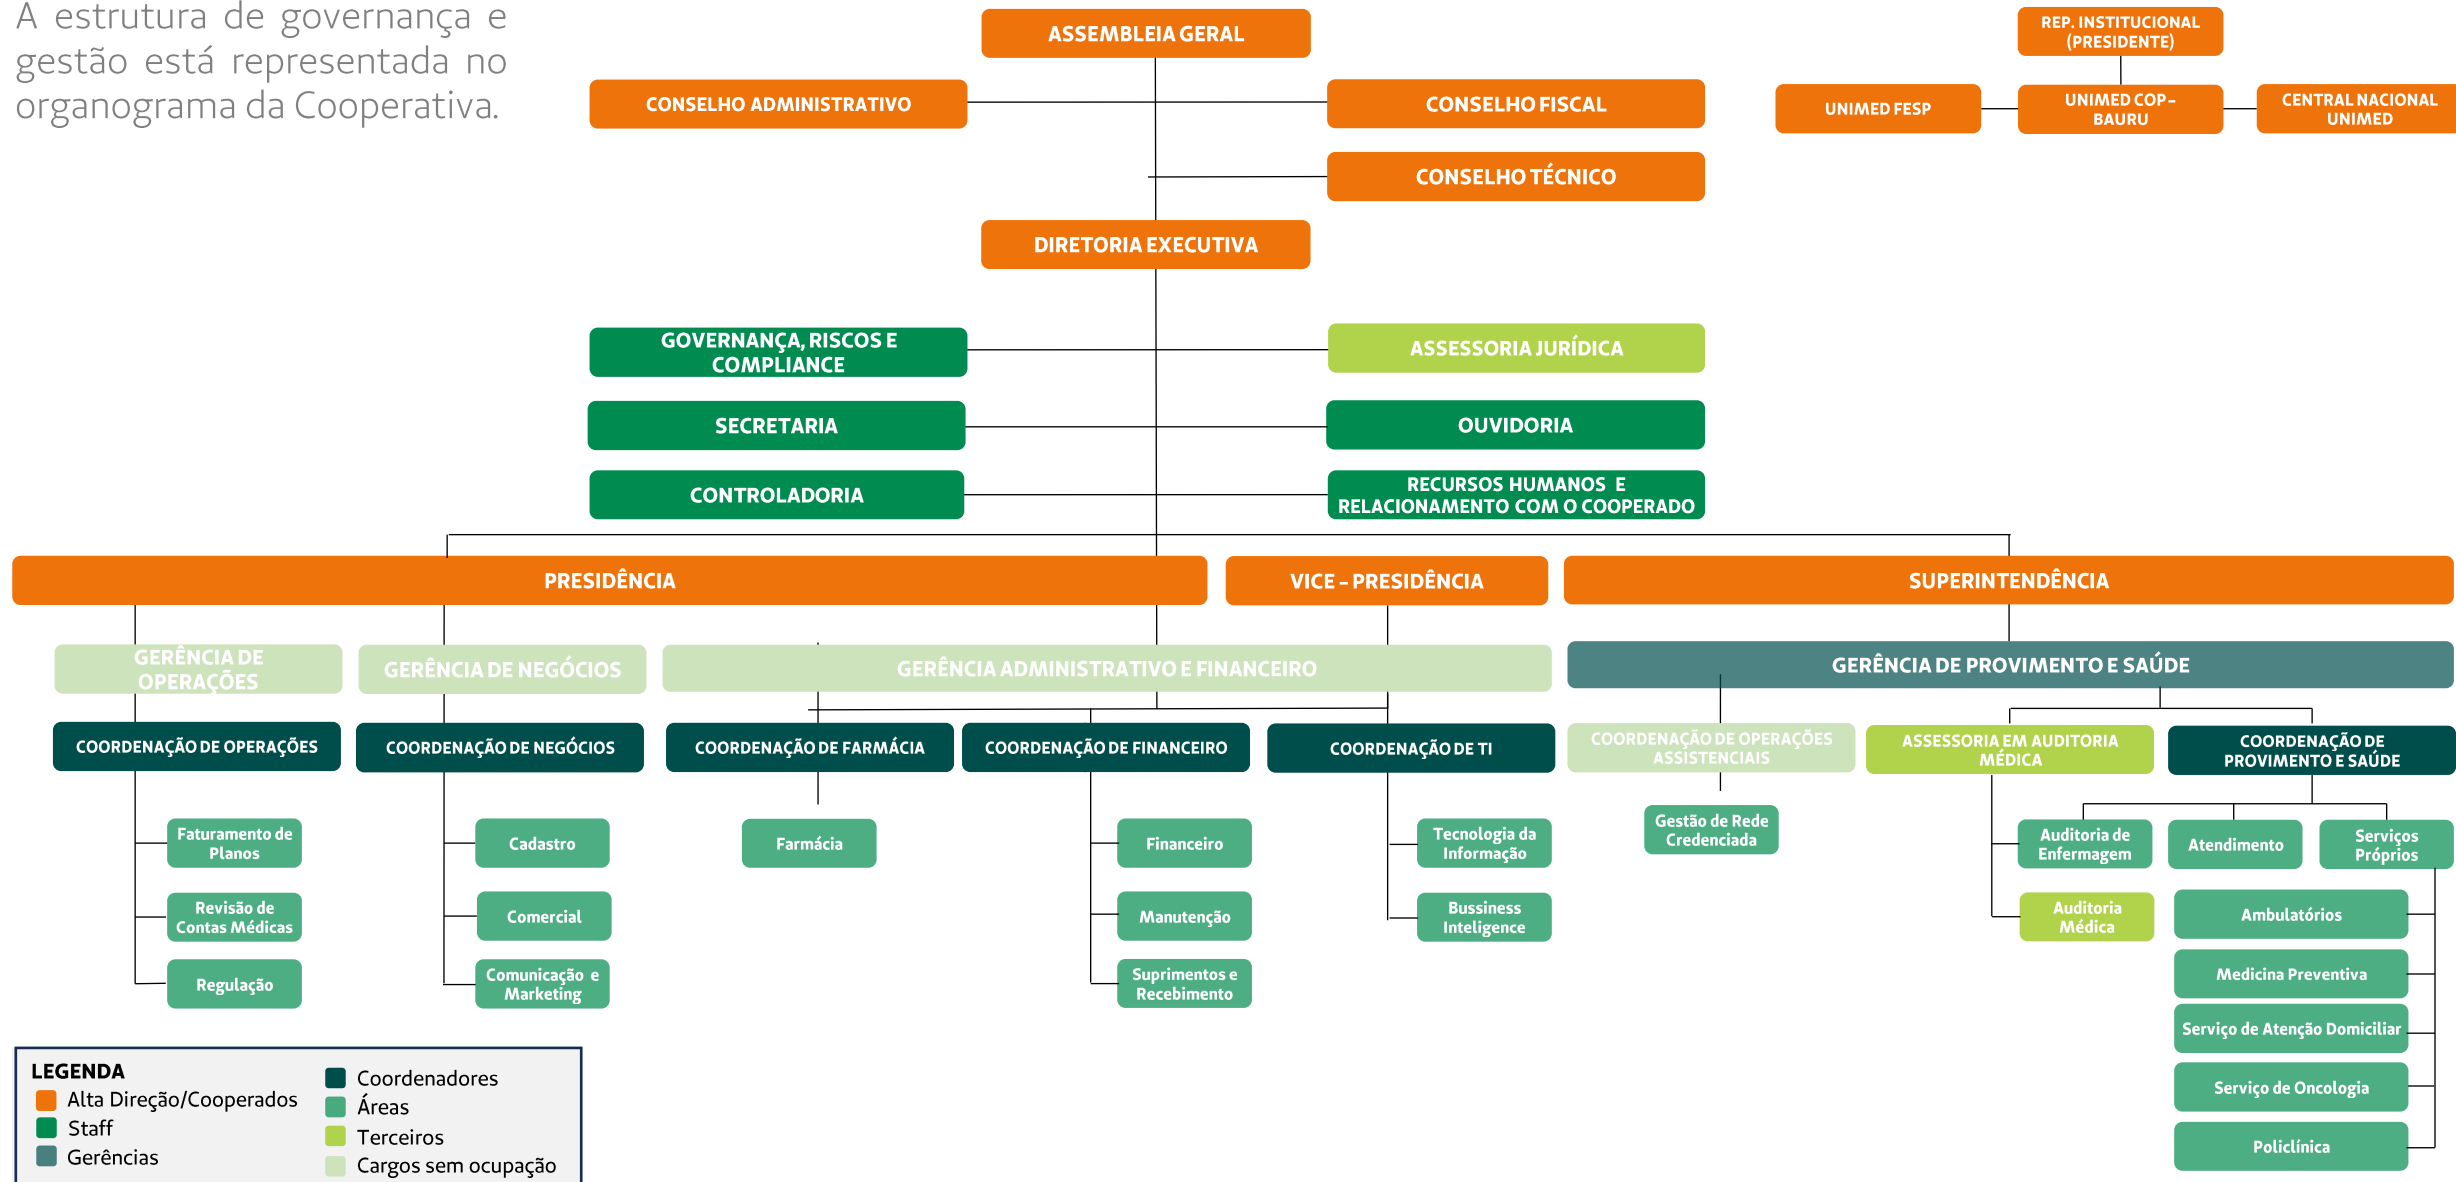 A estrutura de governança e
gestão está representada no
organograma da Cooperativa.
ASSEMBLEIA GERAL
REP. INSTITUCIONAL
(PRESIDENTE)
CONSELHO ADMINISTRATIVO
CONSELHO FISCAL
UNIMED FESP
UNIMED COP-
BAURU
CENTRAL NACIONAL
UNIMED
CONSELHO TÉCNICO
DIRETORIA EXECUTIVA
GOVERNANÇA, RISCOS E
COMPLIANCE
ASSESSORIA JURÍDICA
SECRETARIA
OUVIDORIA
CONTROLADORIA
RECURSOS HUMANOS E
RELACIONAMENTO COM O COOPERADO
PRESIDÊNCIA
VICE - PRESIDÊNCIA
SUPERINTENDÊNCIA
GERÊNCIA DE
OPERAÇÕES
GERÊNCIA DE NEGÓCIOS
GERÊNCIA ADMINISTRATIVO E FINANCEIRO
GERÊNCIA DE PROVIMENTO E SAÚDE
COORDENAÇÃO DE OPERAÇÕES
COORDENAÇÃO DE NEGÓCIOS
COORDENAÇÃO DE FARMÁCIA
COORDENAÇÃO DE FINANCEIRO
COORDENAÇÃO DE TI
COORDENAÇÃO DE OPERAÇÕES
ASSISTENCIAIS
ASSESSORIA EM AUDITORIA
MÉDICA
COORDENAÇÃO DE
PROVIMENTO E SAÚDE
Faturamento de
Planos
Cadastro
Farmácia
Financeiro
Tecnologia da
Informação
Gestão de Rede
Credenciada
Auditoria de
Enfermagem
Atendimento
Serviços
Próprios
Revisão de
Contas Médicas
Comercial
Manutenção
Bussiness
Inteligence
Auditoria
Médica
Ambulatórios
Regulação
Comunicação e
Marketing
Suprimentos e
Recebimento
Medicina Preventiva
Serviço de Atenção Domiciliar
Serviço de Oncologia
Policlínica
LEGENDA
Alta Direção/Cooperados
Staff
Gerências
Coordenadores
Áreas
Terceiros
Cargos sem ocupação